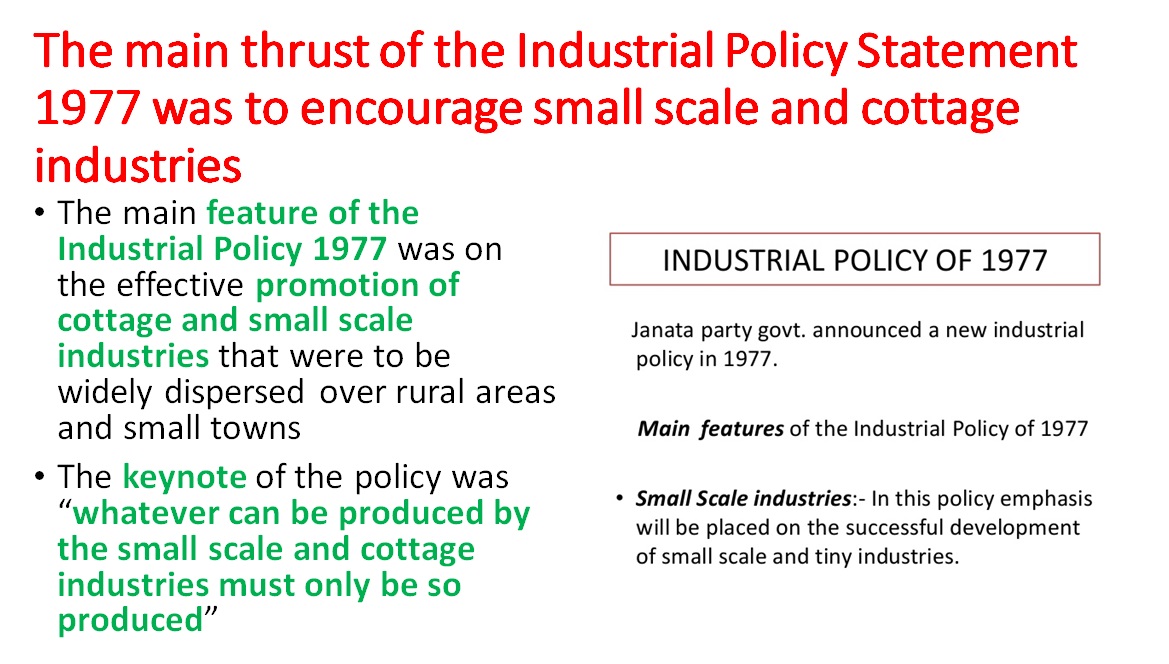 The main thrust of the Industrial Policy Statement
1977 was to encourage small scale and cottage
industries
• The main feature of the
Industrial Policy 1977 was on
the effective promotion of
cottage and small scale
industries that were to be
widely dispersed over rural areas
and small towns
• The keynote of the policy was
“whatever can be produced by
the small scale and cottage
industries must only be so
produced”
INDUSTRIAL POLICY OF 1977
Janata party govt. announced a new industrial
policy in 1977.
Main features of the Industrial Policy of 1977
• Small Scale industries:- In this policy emphasis
will be placed on the successful development
of small scale and tiny industries.